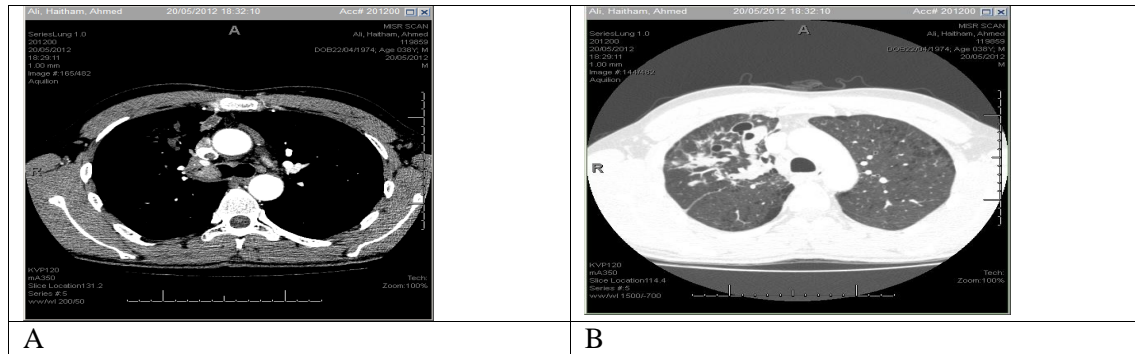 Ali, Haitham, Ahmed 20/05/2012 18:32:10 Acc# 201200
A
MISR SCAN
SeriesLung 1.0 Ali, Haitham, Ahmed
201200 119859
20/05/2012 DOB22/04/1974; Age 038Y; M
18:29:11 20/05/2012
1.00 mm M
Image #:165/482
Aquilion
R
KVP120
mA350 Tech:
Slice Location131.2 Zoom:100%
Series #:5
ww/wl 200/50
A
Ali, Haitham, Ahmed 20/05/2012 18:32:10 Acc# 201200
A
MISR SCAN
SeriesLung 1.0 Ali, Haitham, Ahmed
201200 119859
20/05/2012 DOB22/04/1974; Age 038Y; M
18:29:11 20/05/2012
1.00 mm M
Image #:144/482
Aquilion
R
KVP120
mA350 Tech:
Slice Location114.4 Zoom:100%
Series #:5
ww/wl 1500/-700
B